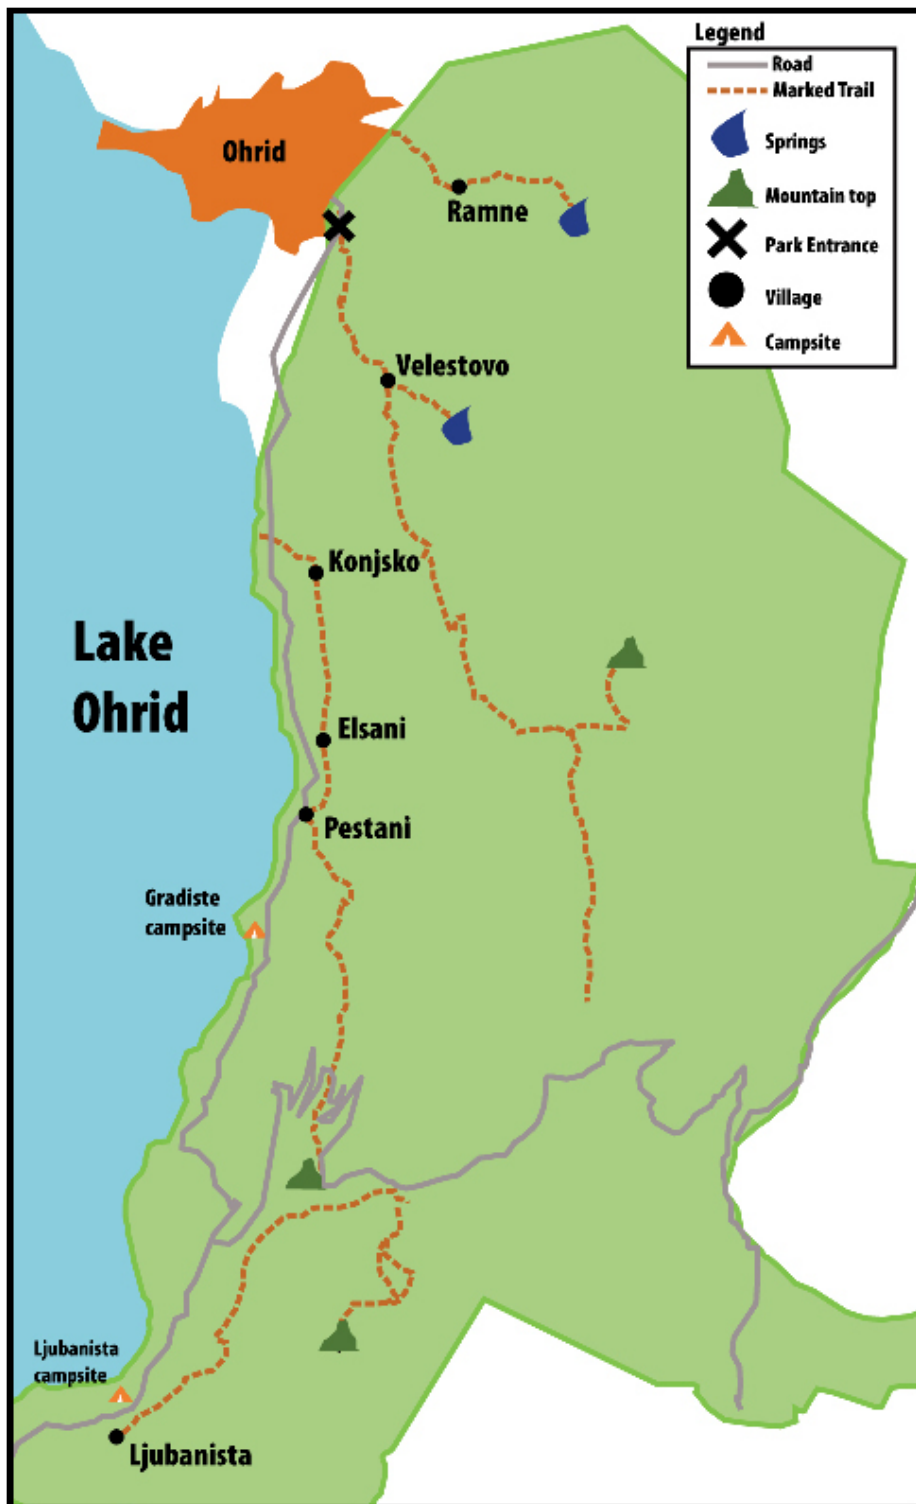 Legend
Road
Marked Trail
Springs
Mountain top
Park Entrance
Village
Campsite
Ohrid
Ramne
Velestovo
Konjsko
Lake
Ohrid
Elsani
Pestani
Gradiste
campsite
Ljubanista
campsite
Ljubanista